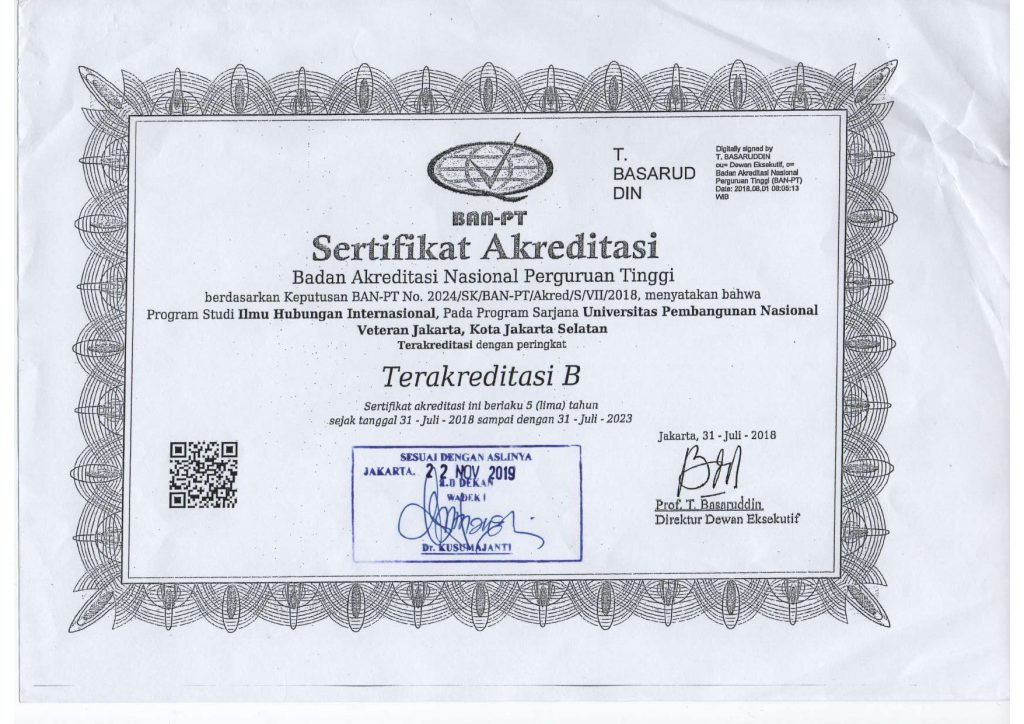 T.
BASARUD
DIN
Digitally signed by
T. BASARUDDIN
ou= Dewan Eksekutif, o=
Badan Akreditasi Nasional
Perguruan Tinggi (BAN-PT)
Date: 2018.08.01 08:05:13
WIB
BAN-PT
Sertifikat Akreditasi
Badan Akreditasi Nasional Perguruan Tinggi
berdasarkan Keputusan BAN-PT No. 2024/SK/BAN-PT/Akred/S/VII/2018, menyatakan bahwa
Program Studi Ilmu Hubungan Internasional, Pada Program Sarjana Universitas Pembangunan Nasional
Veteran Jakarta, Kota Jakarta Selatan
Terakreditasi dengan peringkat
Terakreditasi B
Sertifikat akreditasi ini berlaku 5 (lima) tahun
sejak tanggal 31 - Juli - 2018 sampai dengan 31 - Juli - 2023
Jakarta, 31 - Juli - 2018
Prof. T. Basaruddin
Direktur Dewan Eksekutif
SESUAI DENGAN ASLINYA
JAKARTA. 22 NOV 2019
DEKAN
WADEK I
Dr. KUSUMAJANTI